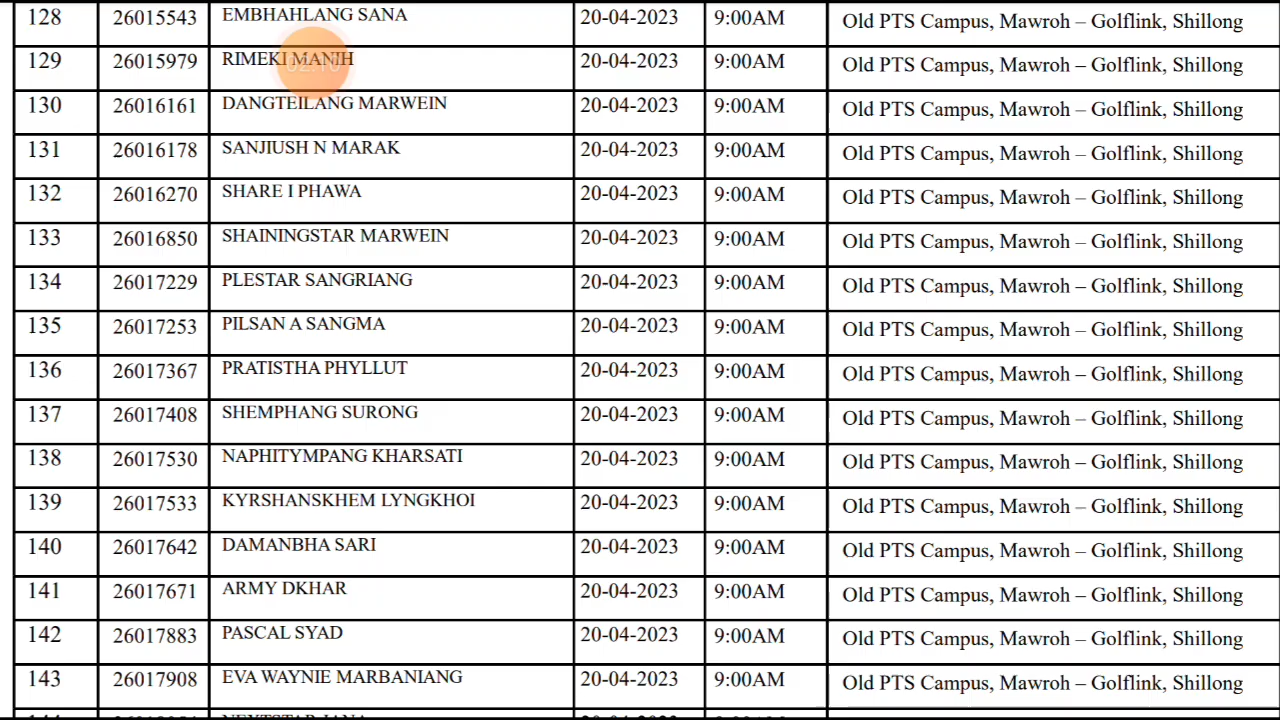 128 26015543 EMBHAHLANG SANA 20-04-2023 9:00AM Old PTS Campus, Mawroh – Golflink, Shillong
129 26015979 RIMEKI MANIH 20-04-2023 9:00AM Old PTS Campus, Mawroh – Golflink, Shillong
02:10
130 26016161 DANGTEILANG MARWEIN 20-04-2023 9:00AM Old PTS Campus, Mawroh – Golflink, Shillong
131 26016178 SANJIUSH N MARAK 20-04-2023 9:00AM Old PTS Campus, Mawroh – Golflink, Shillong
132 26016270 SHARE I PHAWA 20-04-2023 9:00AM Old PTS Campus, Mawroh – Golflink, Shillong
133 26016850 SHAININGSTAR MARWEIN 20-04-2023 9:00AM Old PTS Campus, Mawroh – Golflink, Shillong
134 26017229 PLESTAR SANGRIANG 20-04-2023 9:00AM Old PTS Campus, Mawroh – Golflink, Shillong
135 26017253 PILSAN A SANGMA 20-04-2023 9:00AM Old PTS Campus, Mawroh – Golflink, Shillong
136 26017367 PRATISTHA PHYLLUT 20-04-2023 9:00AM Old PTS Campus, Mawroh – Golflink, Shillong
137 26017408 SHEMPHANG SURONG 20-04-2023 9:00AM Old PTS Campus, Mawroh – Golflink, Shillong
138 26017530 NAPHITYMPANG KHARSATI 20-04-2023 9:00AM Old PTS Campus, Mawroh – Golflink, Shillong
139 26017533 KYRSHANSKHEM LYNGKHOI 20-04-2023 9:00AM Old PTS Campus, Mawroh – Golflink, Shillong
140 26017642 DAMANBHA SARI 20-04-2023 9:00AM Old PTS Campus, Mawroh – Golflink, Shillong
141 26017671 ARMY DKHAR 20-04-2023 9:00AM Old PTS Campus, Mawroh – Golflink, Shillong
142 26017883 PASCAL SYAD 20-04-2023 9:00AM Old PTS Campus, Mawroh – Golflink, Shillong
143 26017908 EVA WAYNIE MARBANIANG 20-04-2023 9:00AM Old PTS Campus, Mawroh – Golflink, Shillong